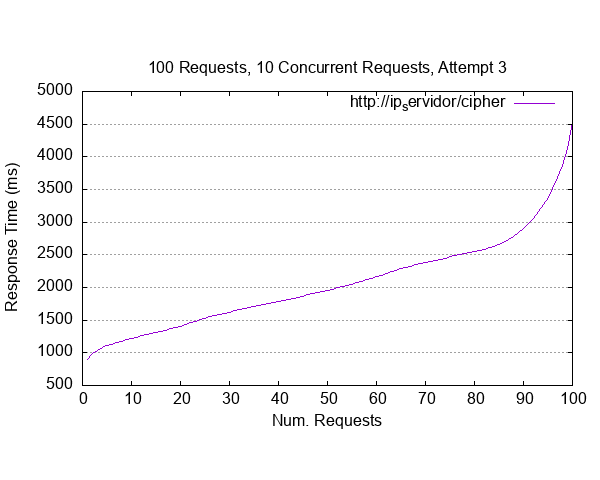 100 Requests, 10 Concurrent Requests, Attempt 3
http://ip_servidor/cipher
5000
4500
4000
3500
3000
2500
2000
1500
1000
500
Response Time (ms)
0 10 20 30 40 50 60 70 80 90 100
Num. Requests